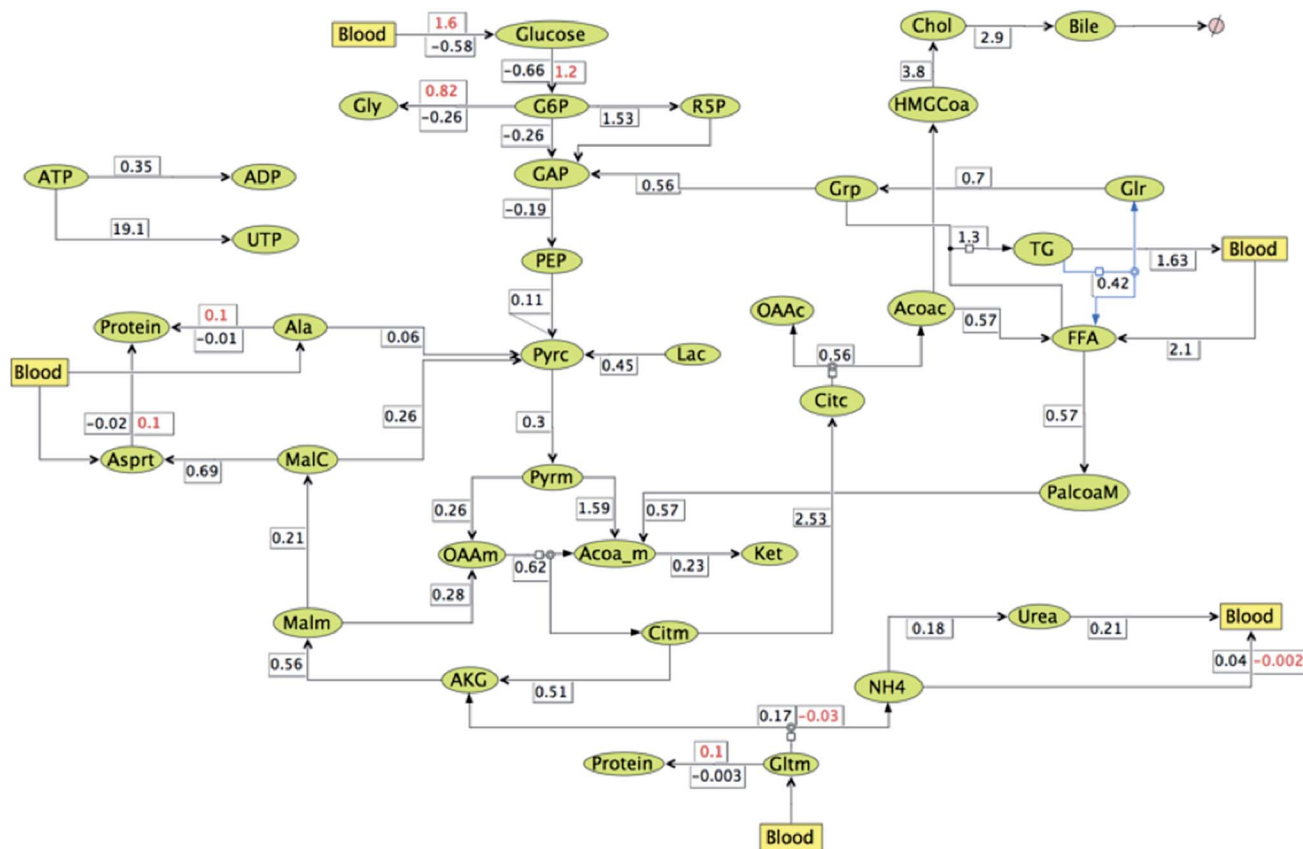 Blood 1.6 Glucose Chol Bile
-0.58 2.9
-0.66 1.2 3.8
0.82
Gly G6P R5P HMGCoa
-0.26 1.53
-0.26
0.35
ATP ADP GAP Grp 0.7 Glr
0.56
-0.19
19.1 UTP 1.3 TG Blood
1.63
PEP
0.42
0.11 OAAc Acoac
0.57
Protein 0.1 Ala FFA
-0.01 0.06 2.1
Pyrc Lac 0.56
Blood 0.45
Citc
-0.02 0.1 0.26 0.3 0.57
Asprt MalC
0.69
Pyrm PalcoaM
0.26 1.59 0.57 2.53
0.21
OAAm Acoa_m Ket
0.62 0.23
0.28
Malm Citm Urea Blood
0.18 0.21
0.56 0.04 -0.002
AKG NH4
0.51
0.17 -0.03
0.1
Protein Gltm
-0.003
Blood